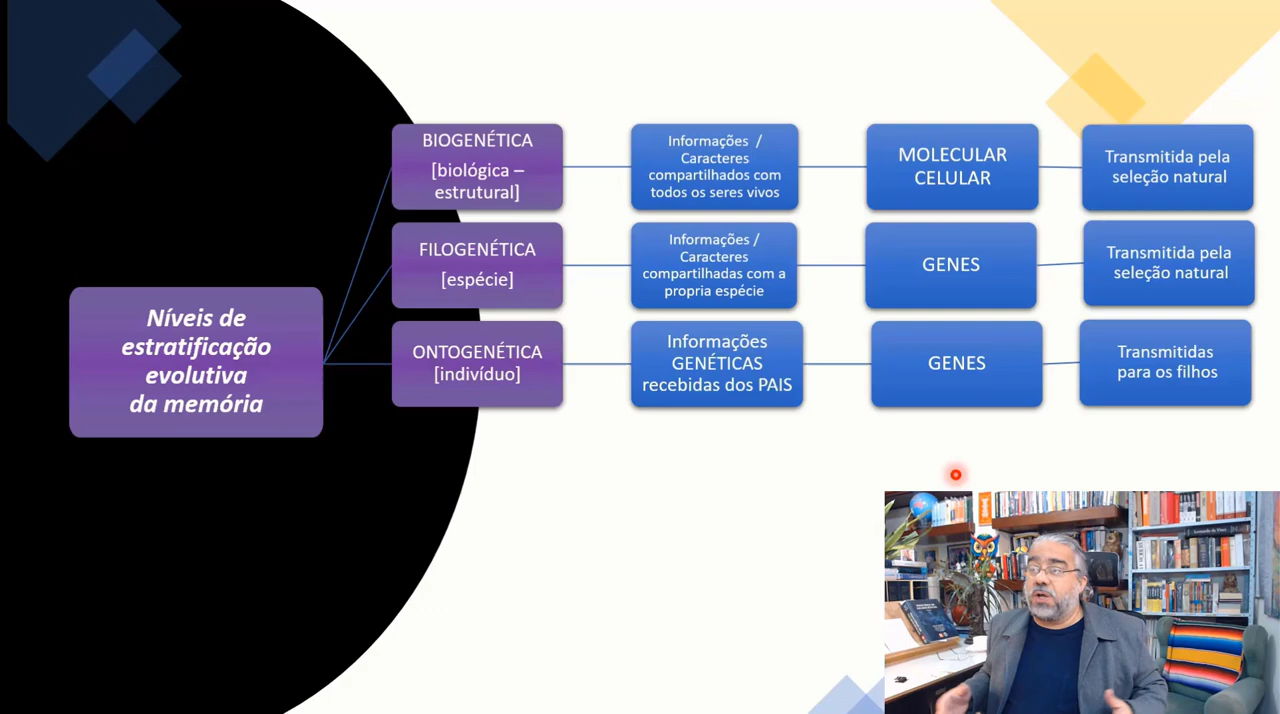 Níveis de
estratificação
evolutiva
da memória
BIOGENÉTICA
[biológica –
estrutural]
Informações /
Caracteres
compartilhados com
todos os seres vivos
MOLECULAR
CELULAR
Transmitida pela
seleção natural
FILOGENÉTICA
[espécie]
Informações /
Caracteres
compartilhadas com a
propria espécie
GENES
Transmitida pela
seleção natural
ONTOGENÉTICA
[indivíduo]
Informações
GENÉTICAS
recebidas dos PAIS
GENES
Transmitidas
para os filhos